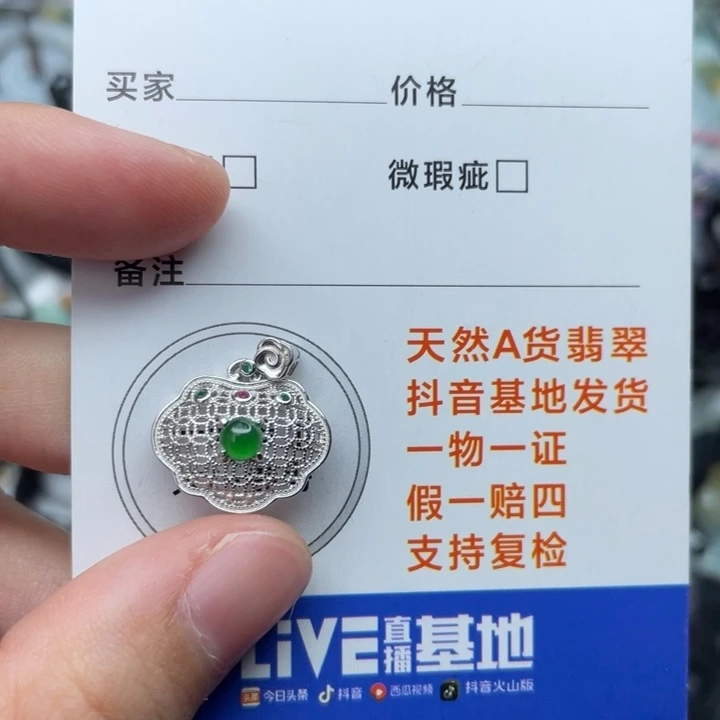 买家 价格
微瑕疵
备注
天然A货翡翠
抖音基地发货
一物一证
假一赔四
支持复检
LiVE直播基地
头条 今日头条 抖音 西瓜视频 抖音火山版